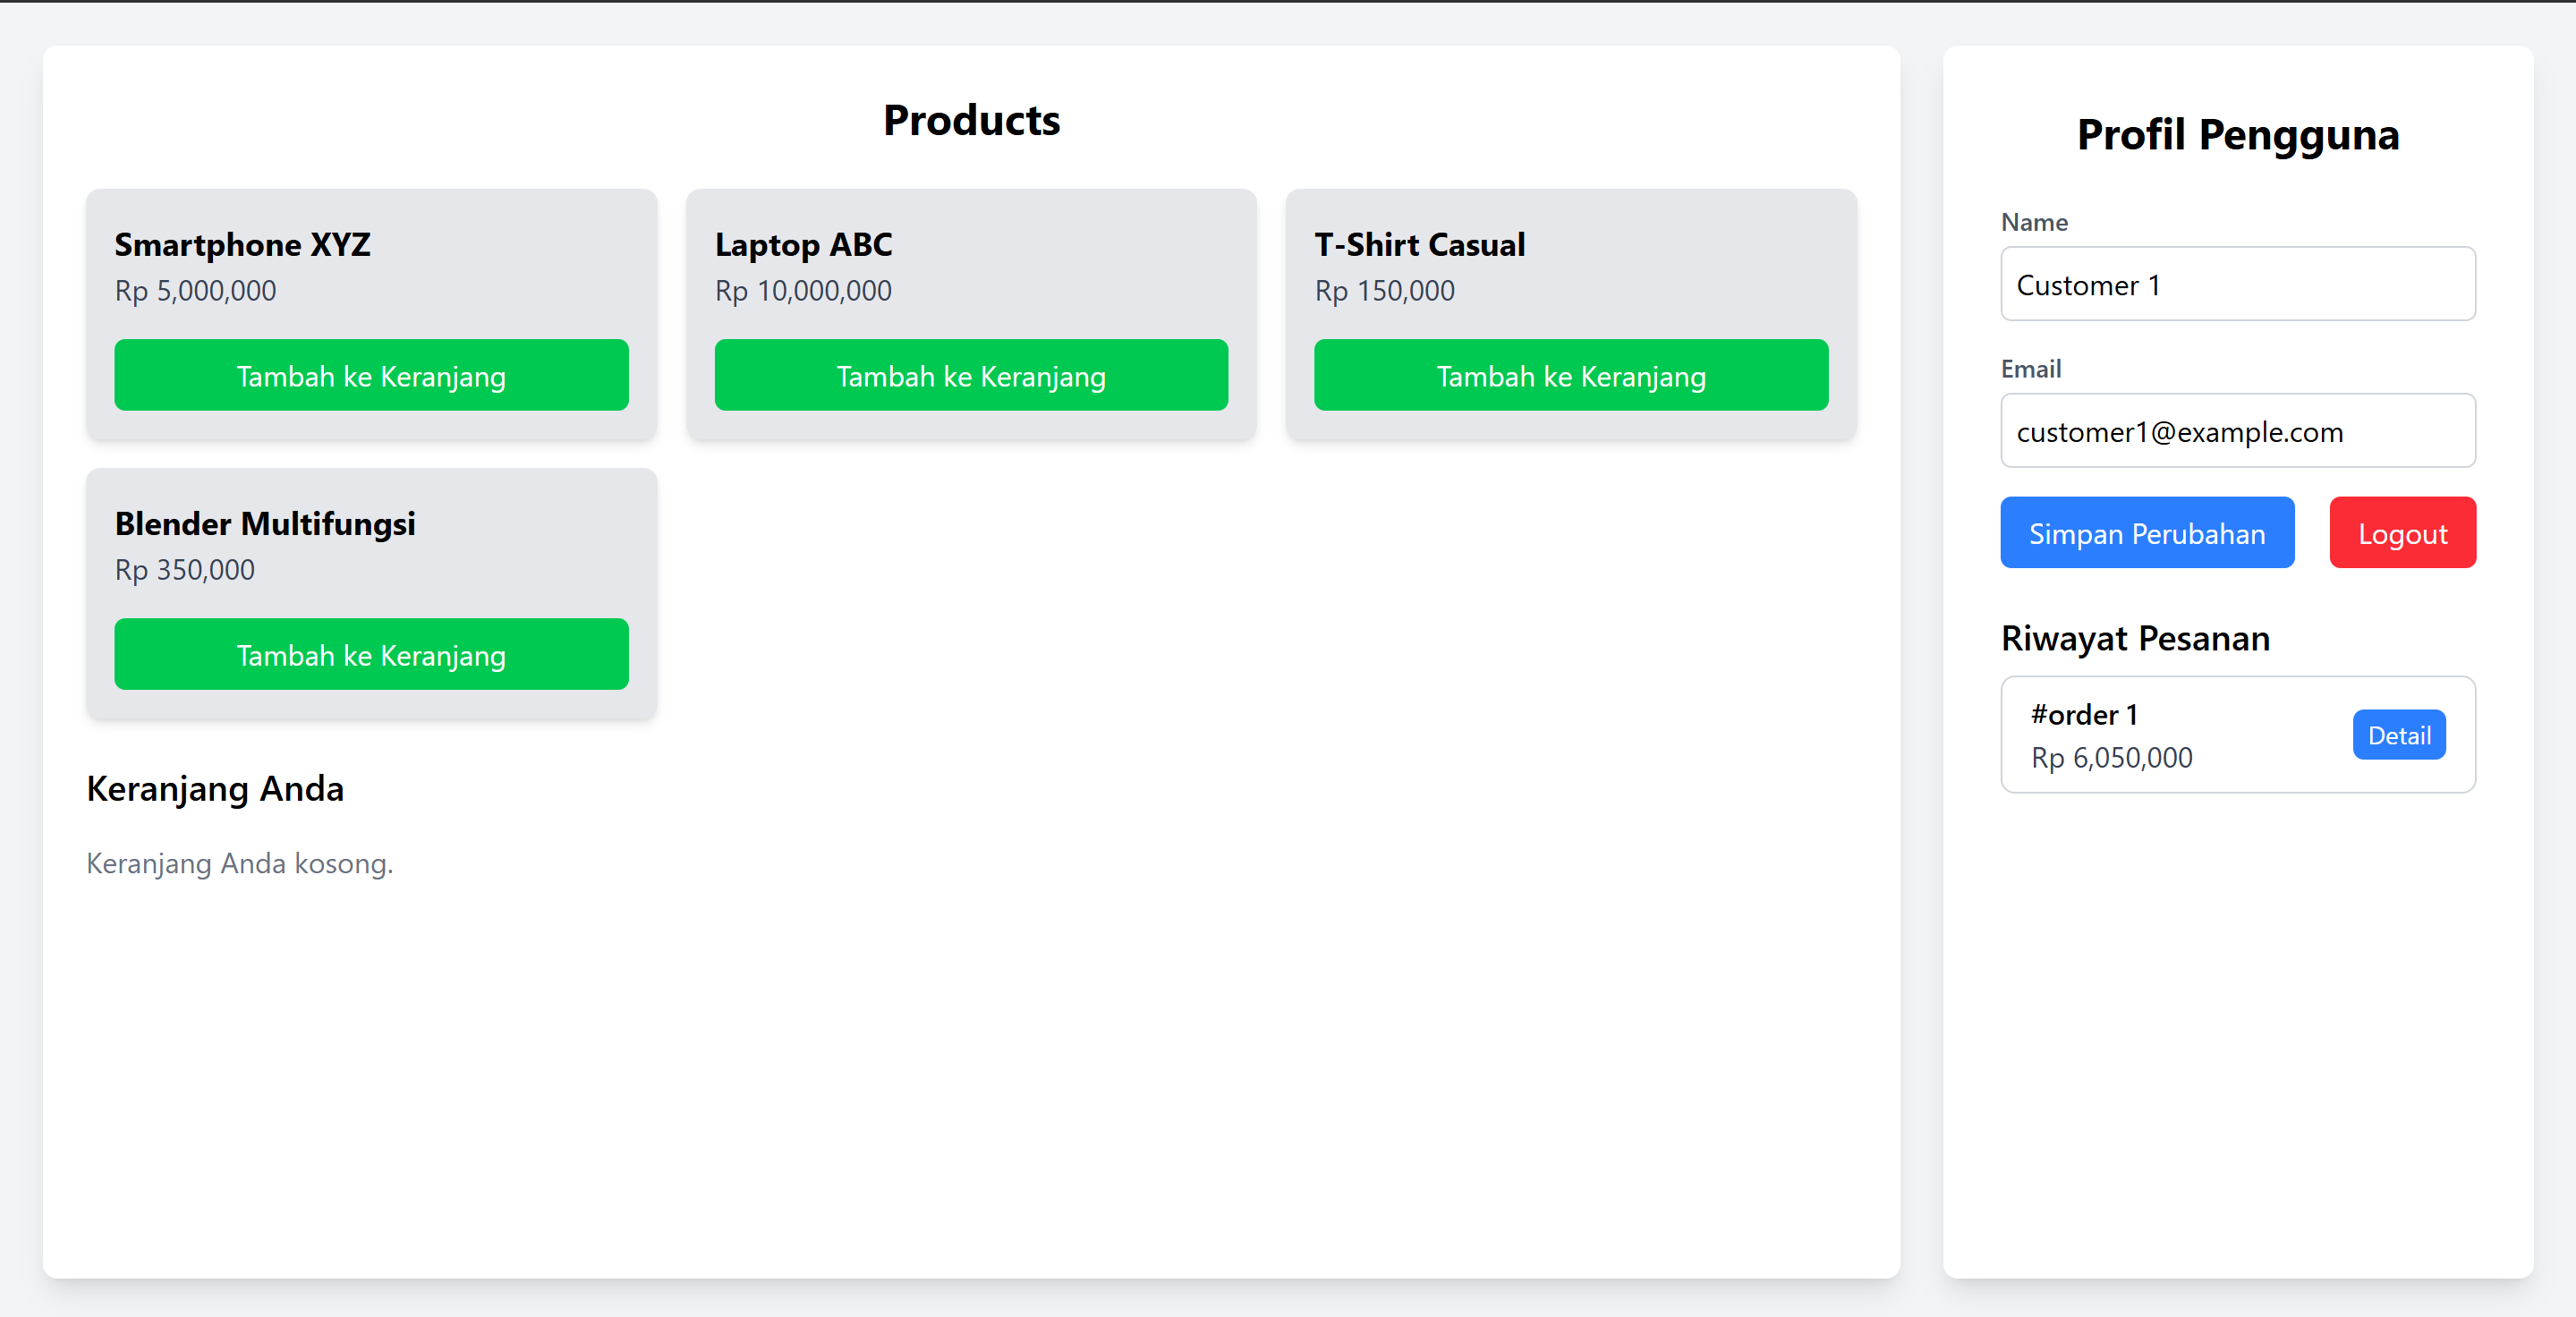 Products
Smartphone XYZ
Rp 5,000,000
Tambah ke Keranjang
Laptop ABC
Rp 10,000,000
Tambah ke Keranjang
T-Shirt Casual
Rp 150,000
Tambah ke Keranjang
Blender Multifungsi
Rp 350,000
Tambah ke Keranjang
Keranjang Anda
Keranjang Anda kosong.
Profil Pengguna
Name
Customer 1
Email
customer1@example.com
Simpan Perubahan
Logout
Riwayat Pesanan
#order 1
Rp 6,050,000
Detail